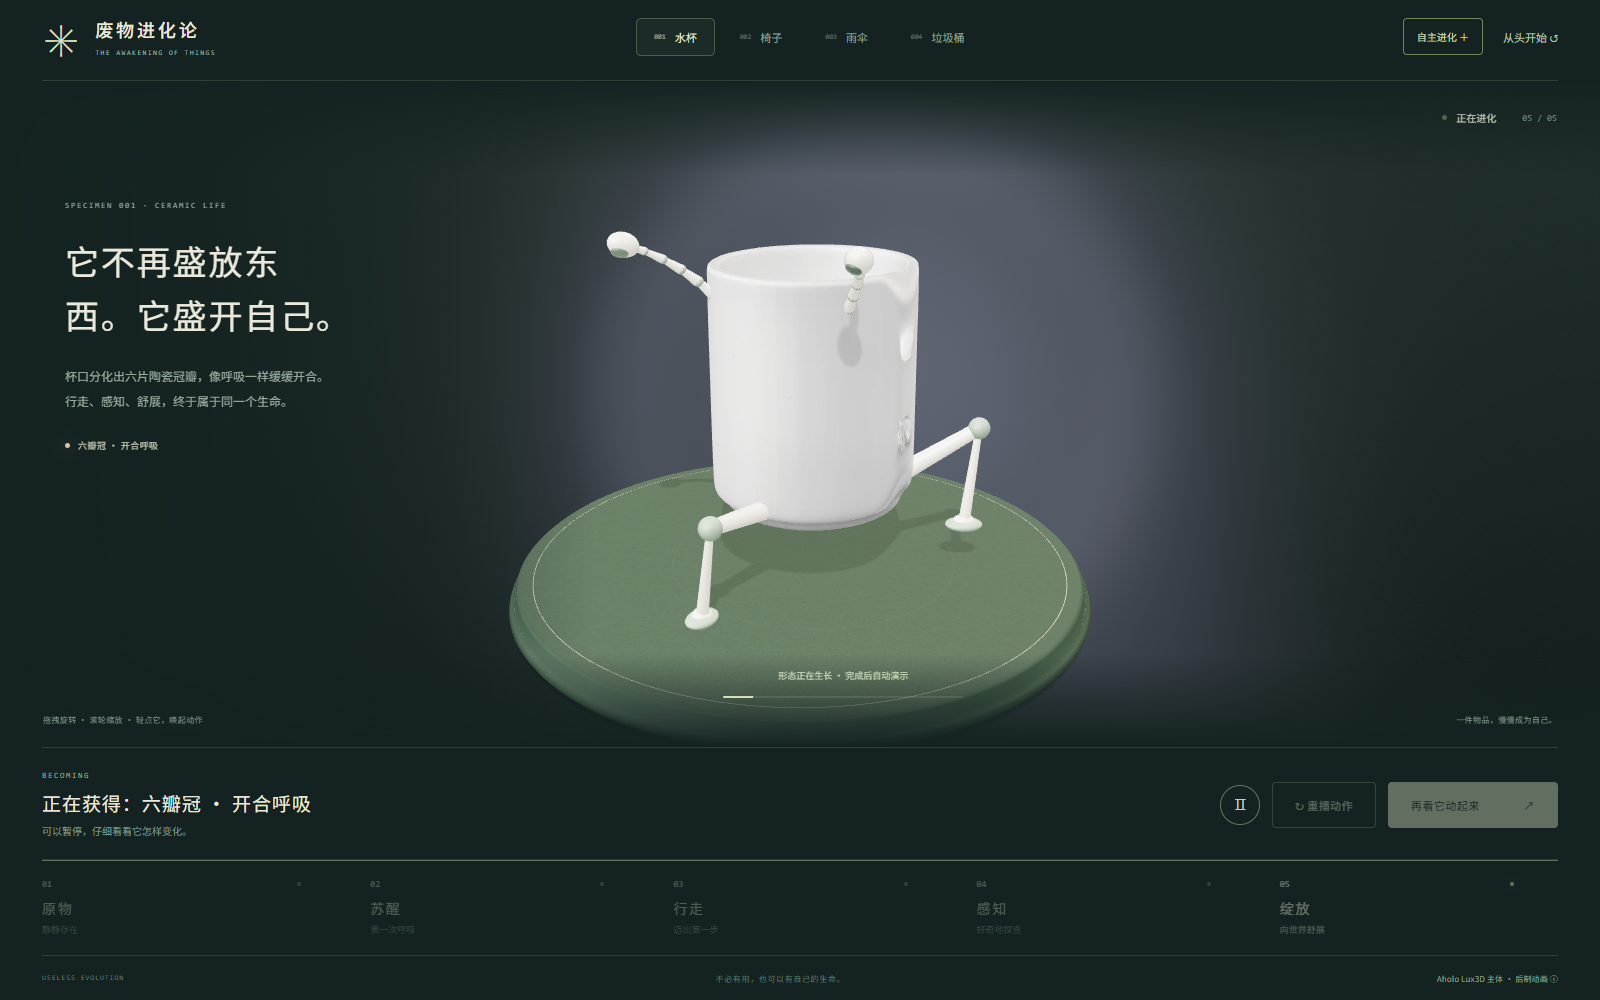 废物进化论
THE AWAKENING OF THINGS
001 水杯
002 椅子
003 雨伞
004 垃圾桶
自主进化 +
从头开始 ↺
正在进化 05 / 05
SPECIMEN 001 · CERAMIC LIFE
它不再盛放东
西。它盛开自己。
杯口分化出六片陶瓷冠瓣，像呼吸一样缓缓开合。
行走、感知、舒展，终于属于同一个生命。
六瓣冠 · 开合呼吸
形态正在生长 · 完成后自动演示
拖拽旋转 · 滚轮缩放 · 轻点它，唤起动作
一件物品，慢慢成为自己。
BECOMING
正在获得：六瓣冠 · 开合呼吸
可以暂停，仔细看看它怎样变化。
↻ 重播动作
再看它动起来 ↗
01
原物
静静存在
02
苏醒
第一次呼吸
03
行走
迈出第一步
04
感知
好奇地探查
05
绽放
向世界舒展
USELESS EVOLUTION
不必有用，也可以有自己的生命。
Aholo Lux3D 主体 · 后制动画 ⓘ